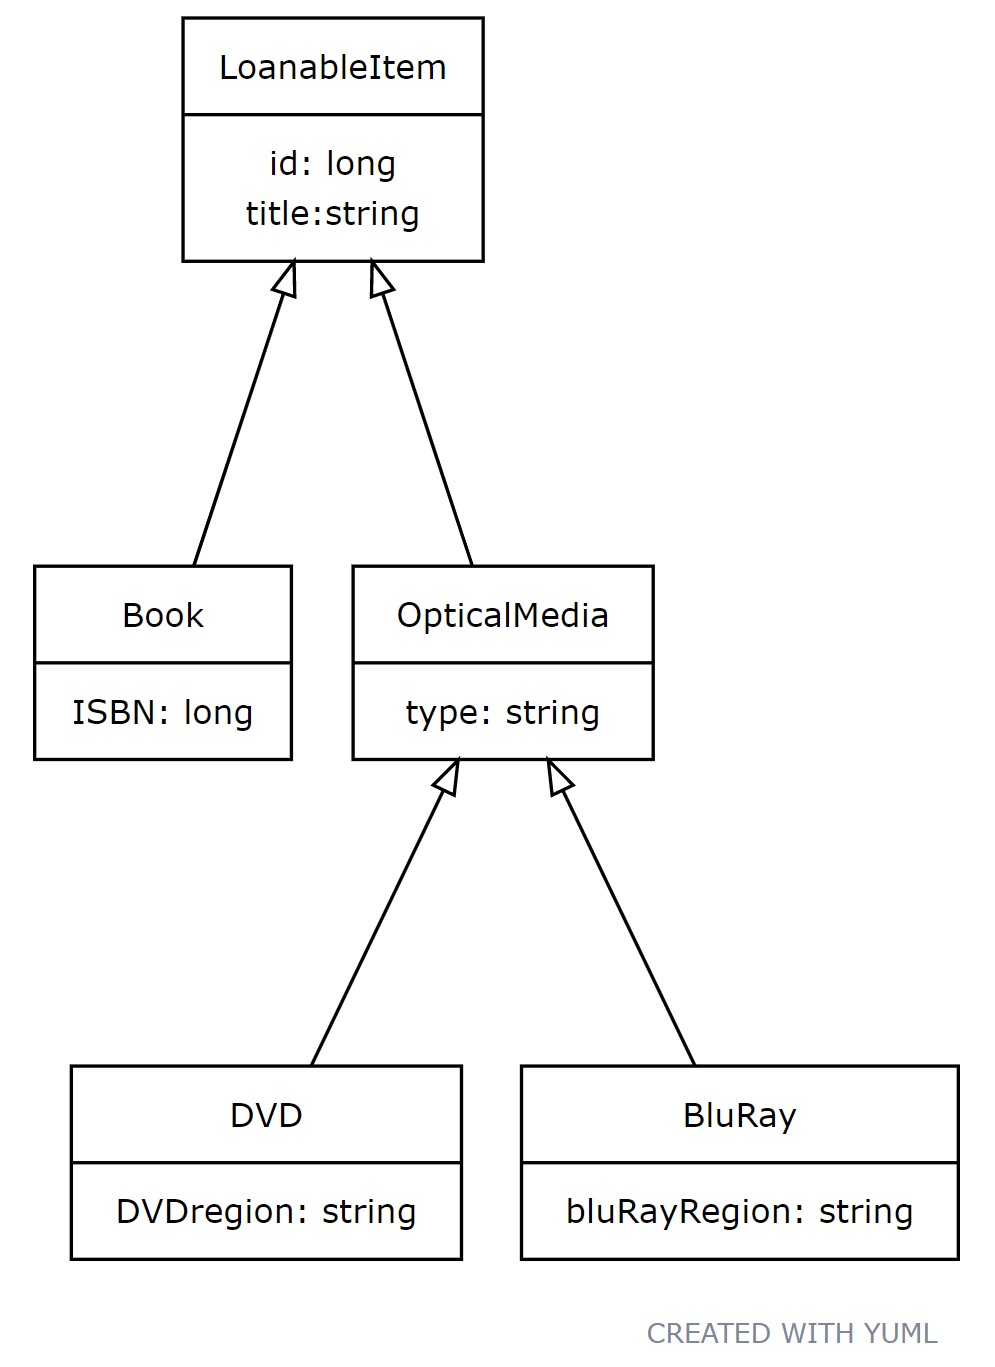 LoanableItem
id: long
title:string
Book
ISBN: long
OpticalMedia
type: string
DVD
DVDregion: string
BluRay
bluRayRegion: string
CREATED WITH YUML